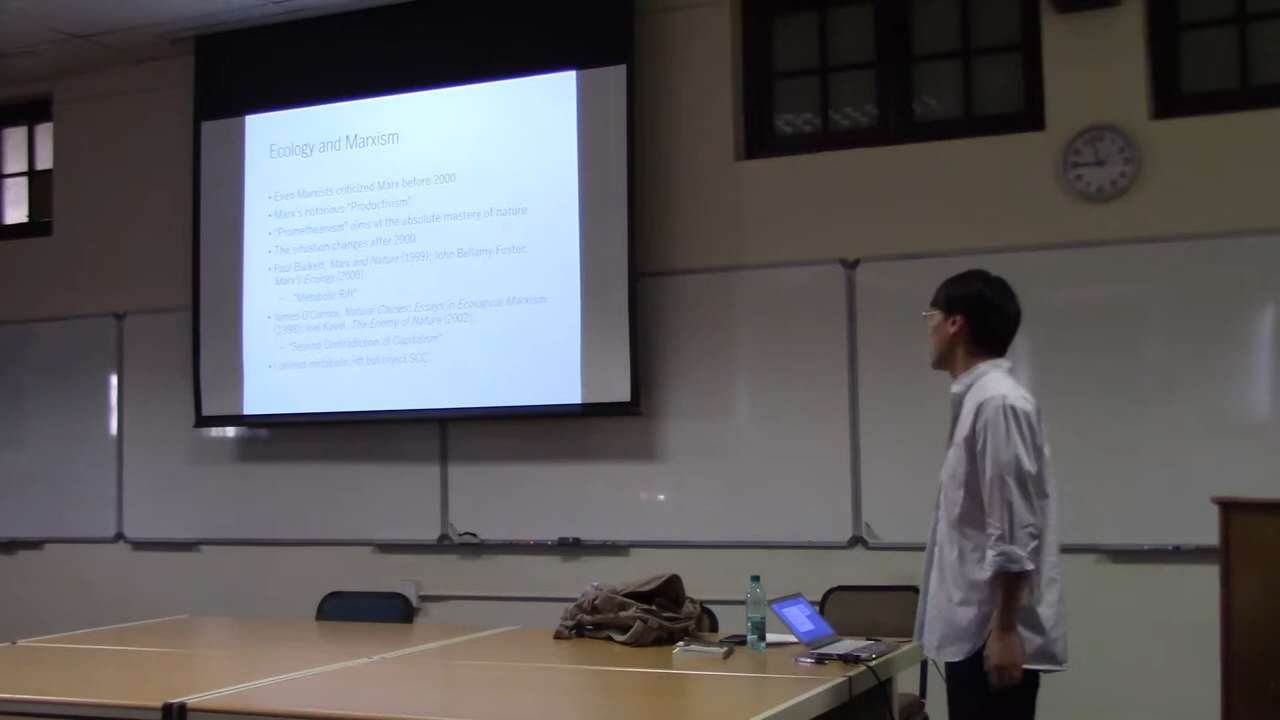 Ecology and Marxism
• Even Marxists criticized Marx before 2000
• Marx's notorious "Productivism"
• "Prometheanism" aims at the absolute mastery of nature
• The situation changes after 2000
• Paul Burkett, Marx and Nature (1999); John Bellamy Foster,
Marx's Ecology (2000)
– "Metabolic Rift"
• James O'Connor, Natural Causes: Essays in Ecological Marxism
(1998); Joel Kovel, The Enemy of Nature (2002);
– "Second Contradiction of Capitalism"
• I defend metabolic rift but reject SOC